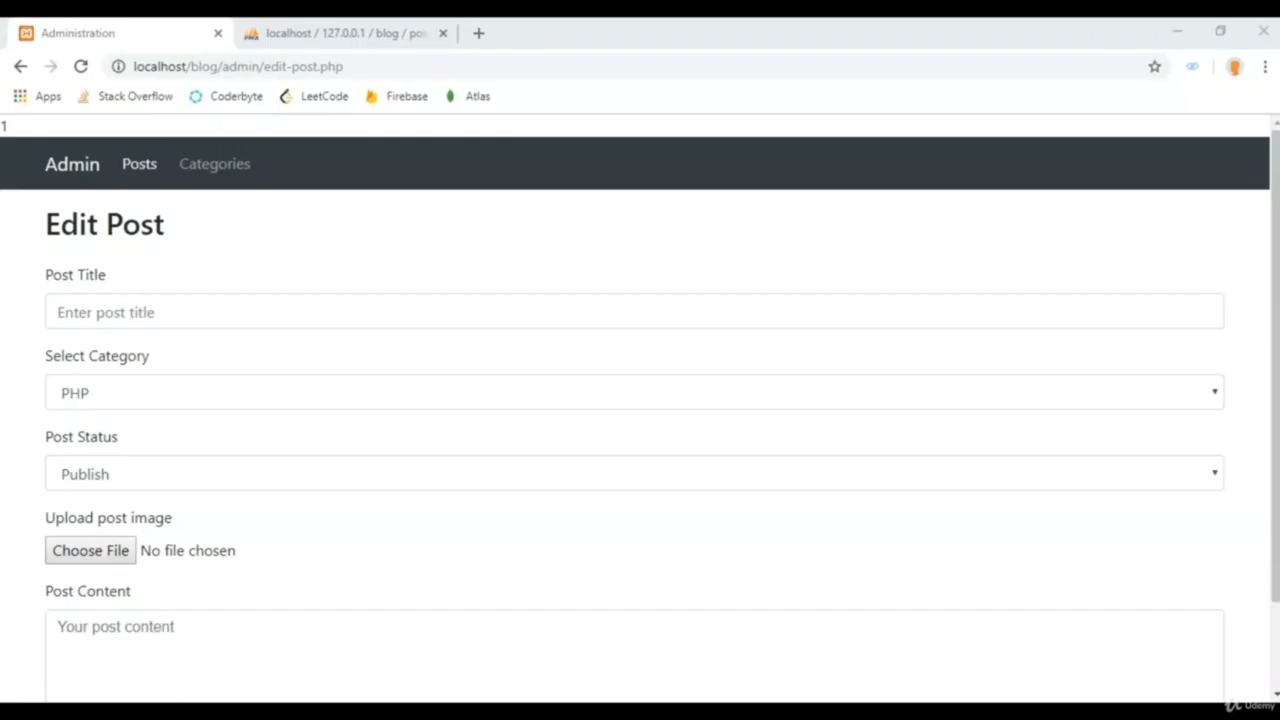 Administration
localhost / 127.0.0.1 / blog / po
localhost/blog/admin/edit-post.php
Apps Stack Overflow Coderbyte LeetCode Firebase Atlas
1
Admin Posts Categories
Edit Post
Post Title
Enter post title
Select Category
PHP
Post Status
Publish
Upload post image
Choose File No file chosen
Post Content
Your post content
Udemy